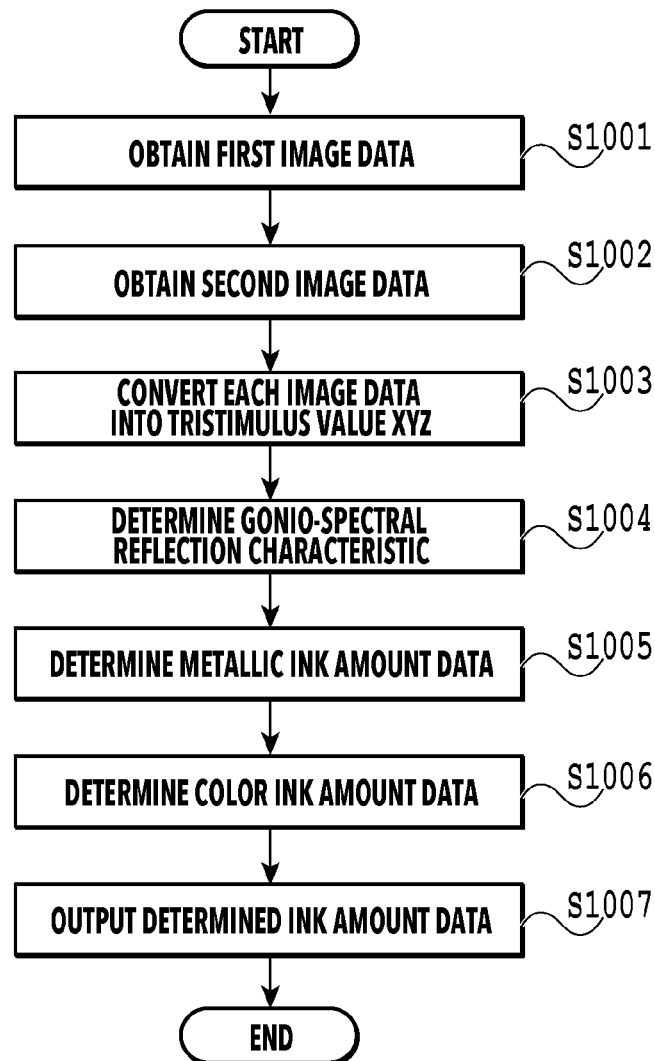 START
OBTAIN FIRST IMAGE DATA
S1001
OBTAIN SECOND IMAGE DATA
S1002
CONVERT EACH IMAGE DATA
INTO TRISTIMULUS VALUE XYZ
S1003
DETERMINE GONIO-SPECTRAL
REFLECTION CHARACTERISTIC
S1004
DETERMINE METALLIC INK AMOUNT DATA
S1005
DETERMINE COLOR INK AMOUNT DATA
S1006
OUTPUT DETERMINED INK AMOUNT DATA
S1007
END